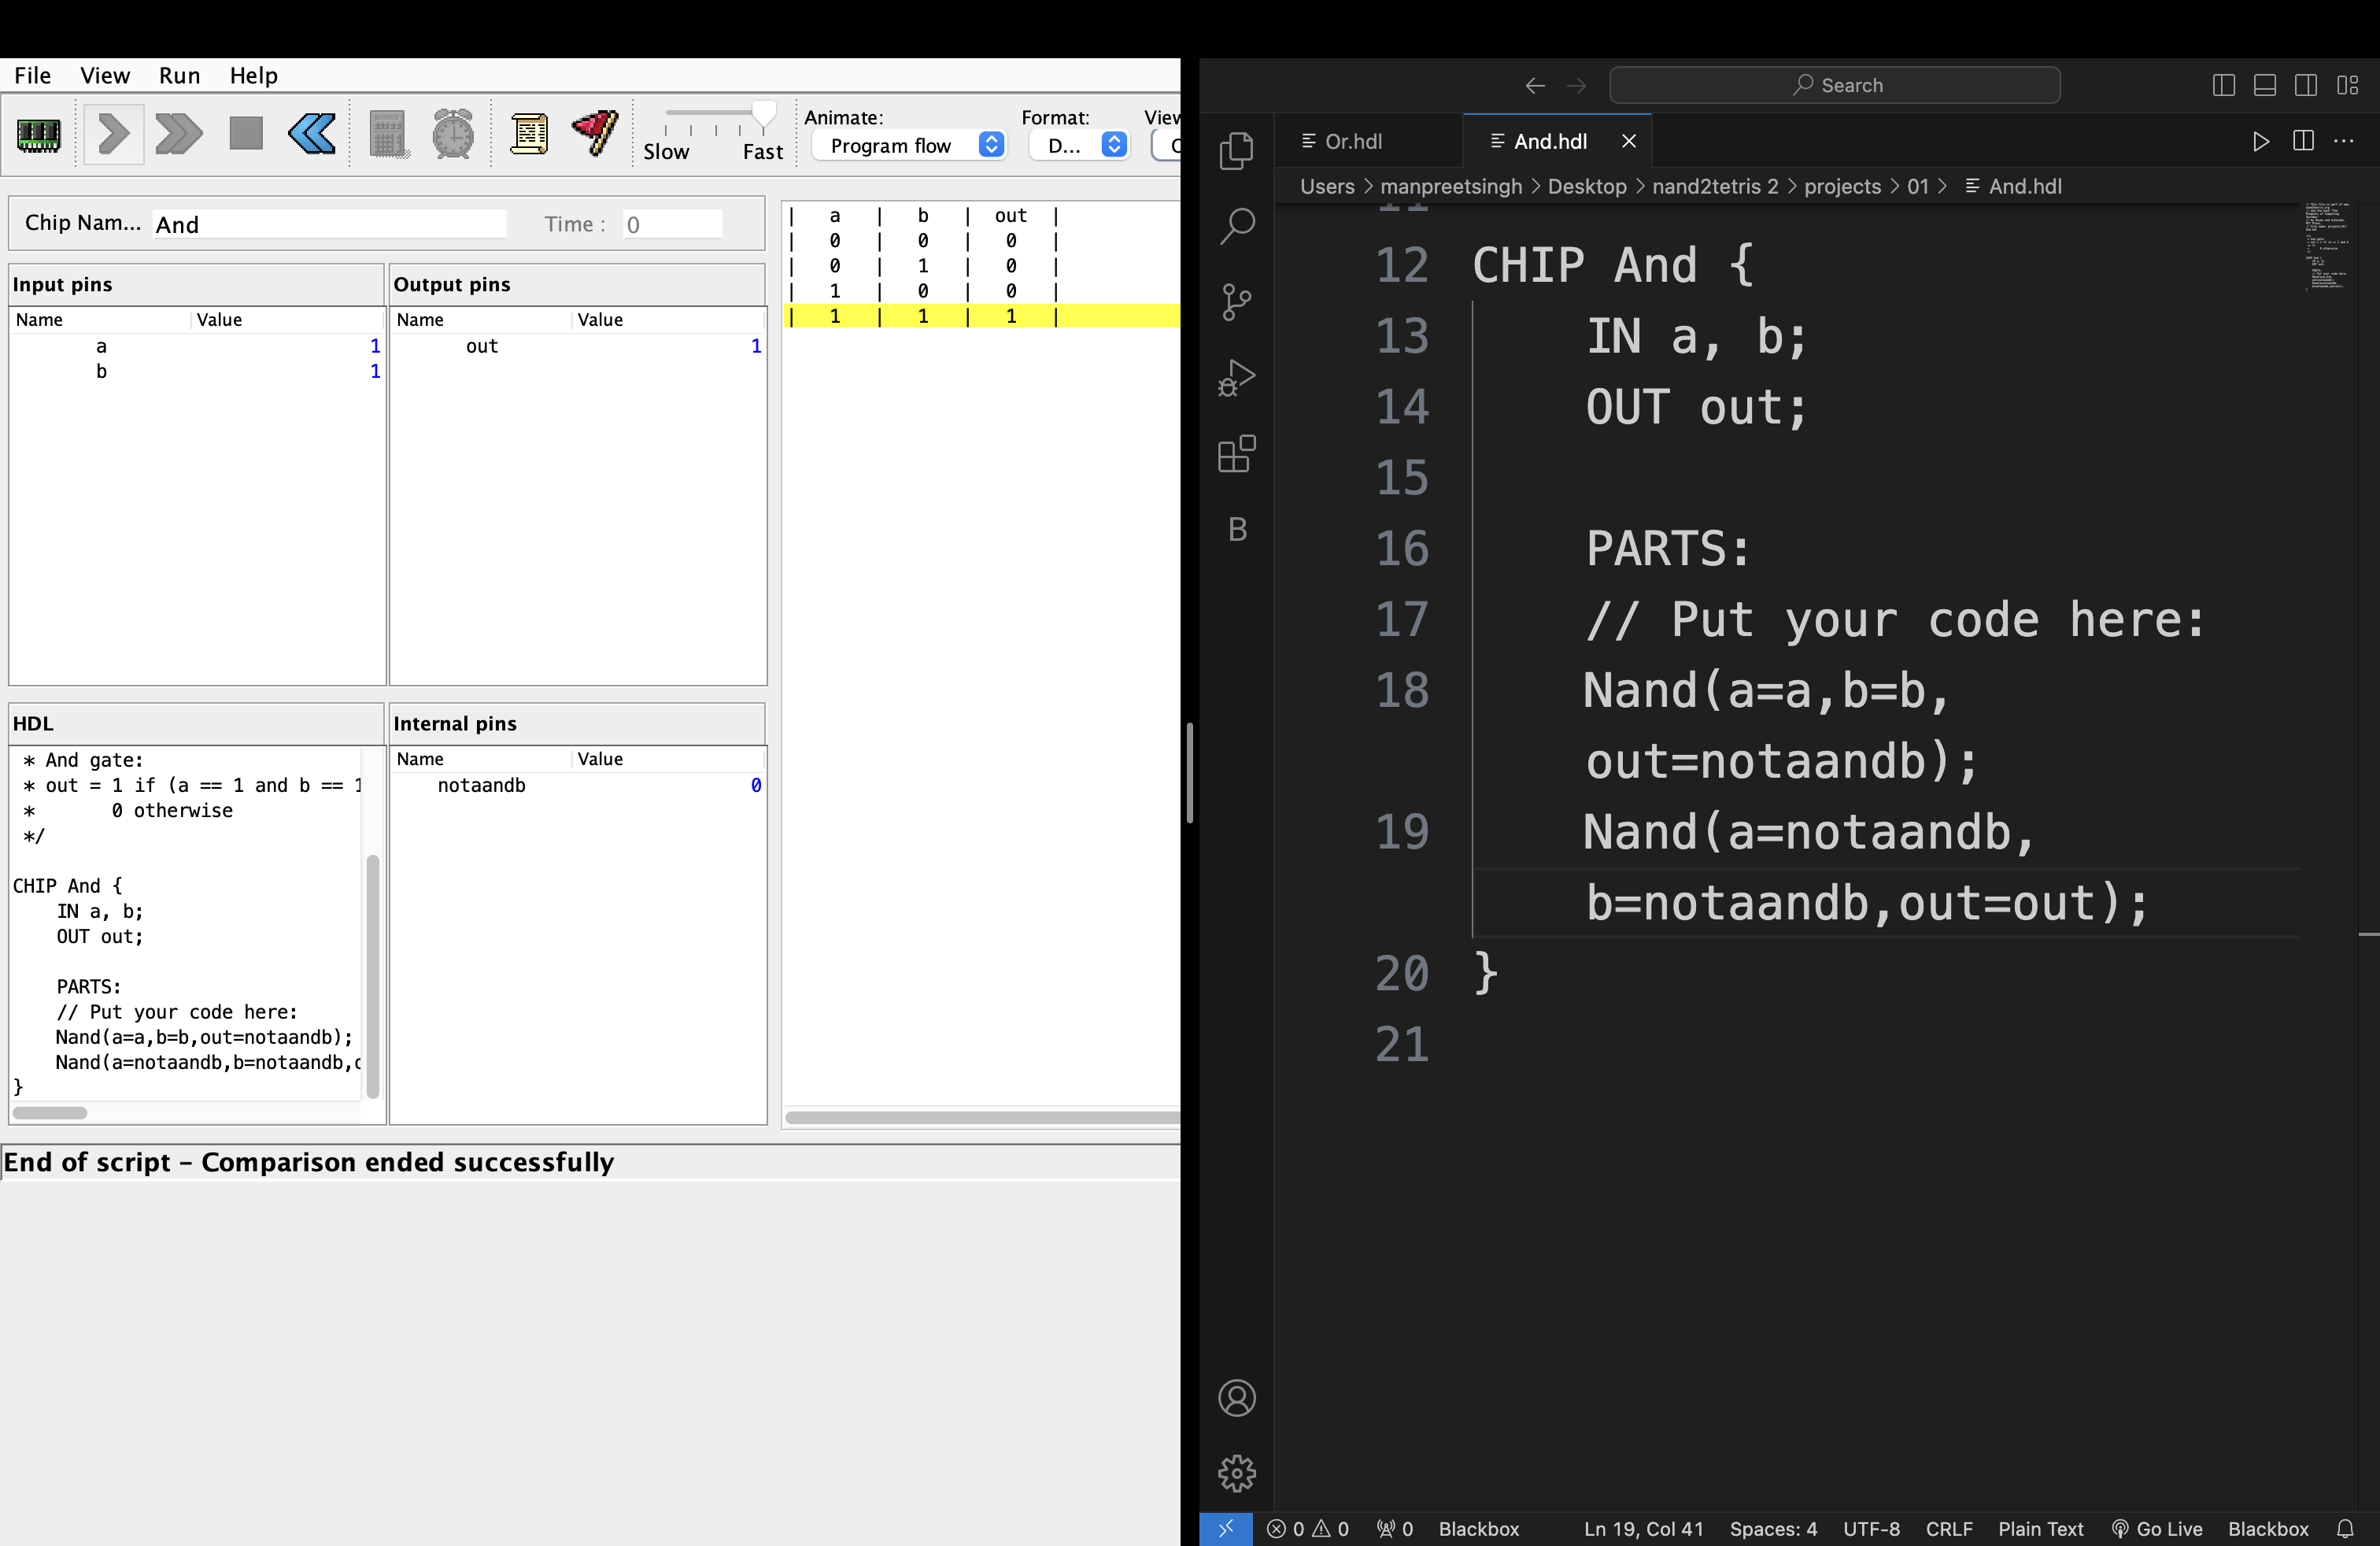 File View Run Help
Slow Fast
Animate:
Program flow
Format:
D...
View
Chip Nam... And Time : 0
Input pins
Name Value
a 1
b 1
Output pins
Name Value
out 1
| a | b | out |
| 0 | 0 | 0 |
| 0 | 1 | 0 |
| 1 | 0 | 0 |
| 1 | 1 | 1 |
HDL
* And gate:
* out = 1 if (a == 1 and b == 1
* 0 otherwise
*/
CHIP And {
IN a, b;
OUT out;
PARTS:
// Put your code here:
Nand(a=a,b=b,out=notaandb);
Nand(a=notaandb,b=notaandb,
}
Internal pins
Name Value
notaandb 0
End of script – Comparison ended successfully
Search
Or.hdl And.hdl
Users > manpreetsingh > Desktop > nand2tetris 2 > projects > 01 > And.hdl
11
12 CHIP And {
13 IN a, b;
14 OUT out;
15
16 PARTS:
17 // Put your code here:
18 Nand(a=a,b=b,
out=notaandb);
19 Nand(a=notaandb,
b=notaandb,out=out);
20 }
21
B
0 0 0 Blackbox Ln 19, Col 41 Spaces: 4 UTF-8 CRLF Plain Text Go Live Blackbox